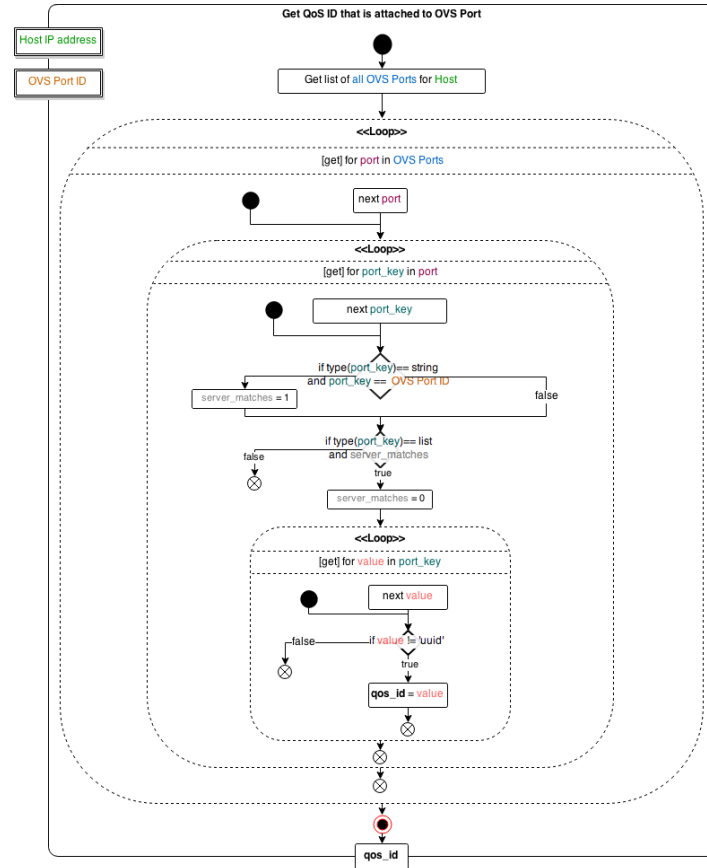 Get QoS ID that is attached to OVS Port
Host IP address
OVS Port ID
Get list of all OVS Ports for Host
<<Loop>>
[get] for port in OVS Ports
next port
<<Loop>>
[get] for port_key in port
next port_key
if type(port_key)== string
and port_key == OVS Port ID
server_matches = 1
false
if type(port_key)== list
and server_matches
false
true
server_matches = 0
<<Loop>>
[get] for value in port_key
next value
false
if value != 'uuid'
true
qos_id = value
qos_id